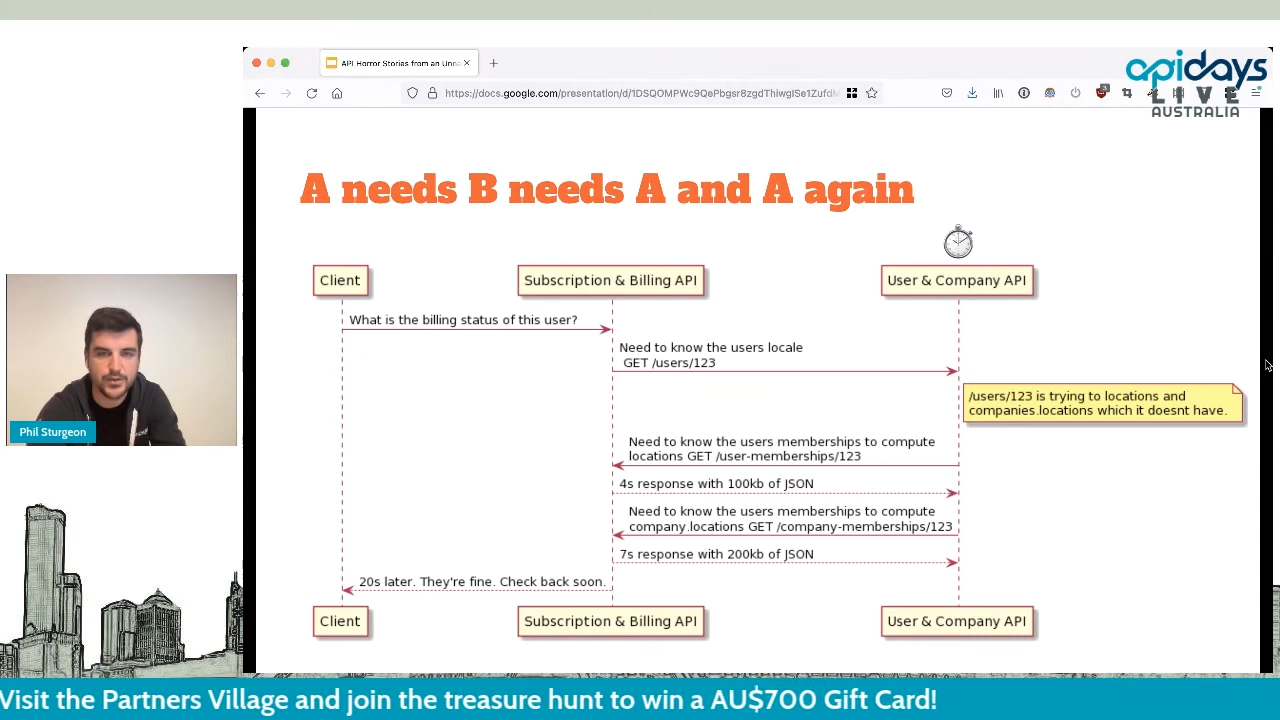 API Horror Stories from an Unna
https://docs.google.com/presentation/d/1DSQOMPWc9QePbgsr8zgdThiwglSe1ZufdM
apidays
LIVE
AUSTRALIA
A needs B needs A and A again
Client
Subscription & Billing API
User & Company API
What is the billing status of this user?
Need to know the users locale
GET /users/123
/users/123 is trying to locations and
companies.locations which it doesnt have.
Need to know the users memberships to compute
locations GET /user-memberships/123
4s response with 100kb of JSON
Need to know the users memberships to compute
company.locations GET /company-memberships/123
7s response with 200kb of JSON
20s later. They're fine. Check back soon.
Client
Subscription & Billing API
User & Company API
Phil Sturgeon
Visit the Partners Village and join the treasure hunt to win a AU$700 Gift Card!